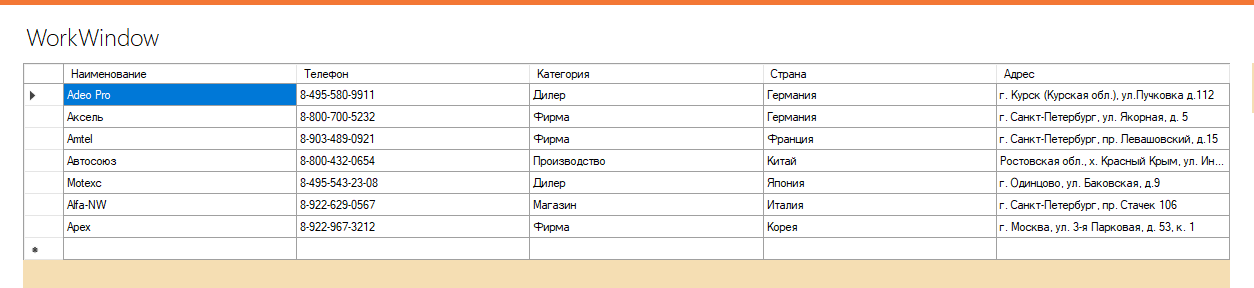 WorkWindow
Наименование Телефон Категория Страна Адрес
Adeo Pro 8-495-580-9911 Дилер Германия г. Курск (Курская обл.), ул.Пучковка д.112
Аксель 8-800-700-5232 Фирма Германия г. Санкт-Петербург, ул. Якорная, д. 5
Amtel 8-903-489-0921 Фирма Франция г. Санкт-Петербург, пр. Левашовский, д.15
Автосоюз 8-800-432-0654 Производство Китай Ростовская обл., х. Красный Крым, ул. Ин...
Мотехс 8-495-543-23-08 Дилер Япония г. Одинцово, ул. Баковская, д.9
Alfa-NW 8-922-629-0567 Магазин Италия г. Санкт-Петербург, пр. Стачек 106
Apex 8-922-967-3212 Фирма Корея г. Москва, ул. 3-я Парковая, д. 53, к. 1